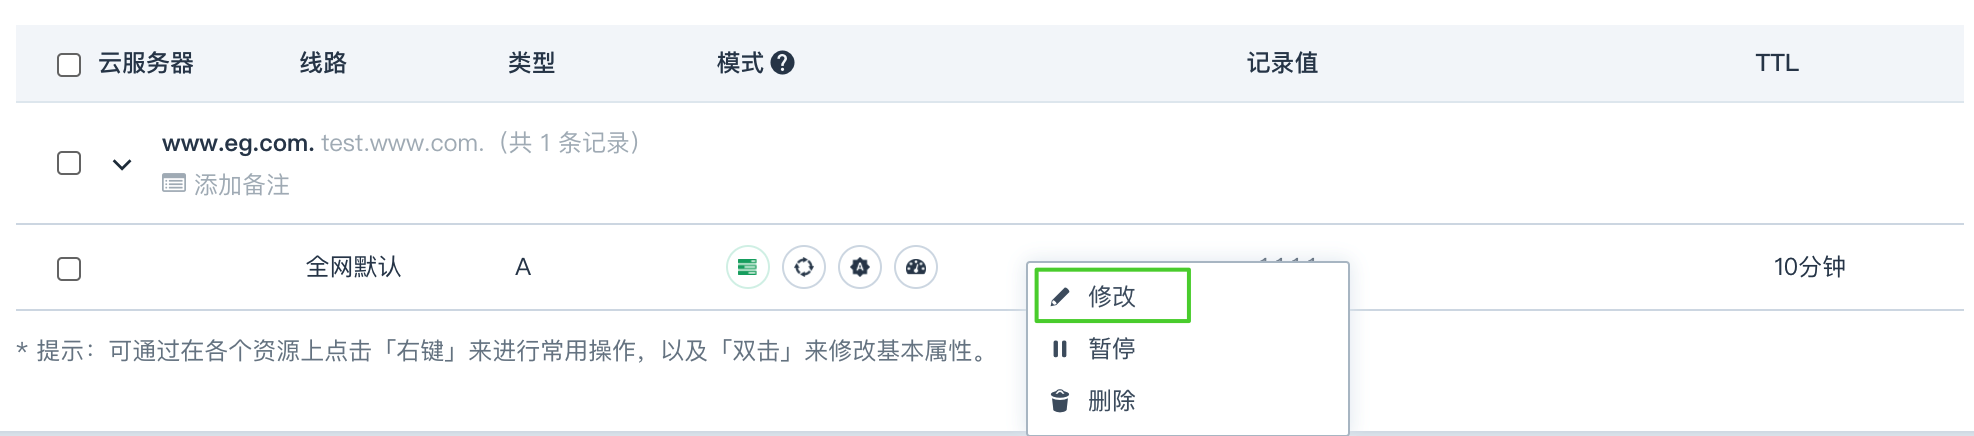 云服务器 线路 类型 模式 ? 记录值 TTL
www.eg.com. test.www.com.（共 1 条记录）
添加备注
全网默认 A 10分钟
修改
暂停
删除
* 提示：可通过在各个资源上点击「右键」来进行常用操作，以及「双击」来修改基本属性。